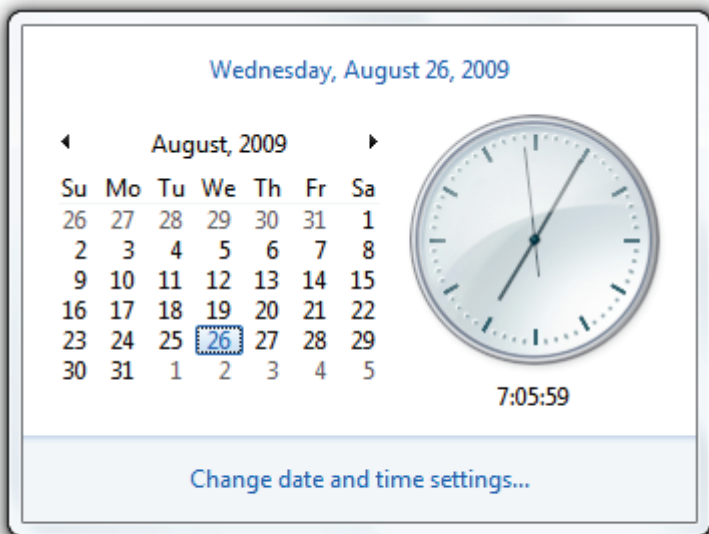 Wednesday, August 26, 2009
August, 2009
Su Mo Tu We Th Fr Sa
26 27 28 29 30 31 1
2 3 4 5 6 7 8
9 10 11 12 13 14 15
16 17 18 19 20 21 22
23 24 25 26 27 28 29
30 31 1 2 3 4 5
7:05:59
Change date and time settings...